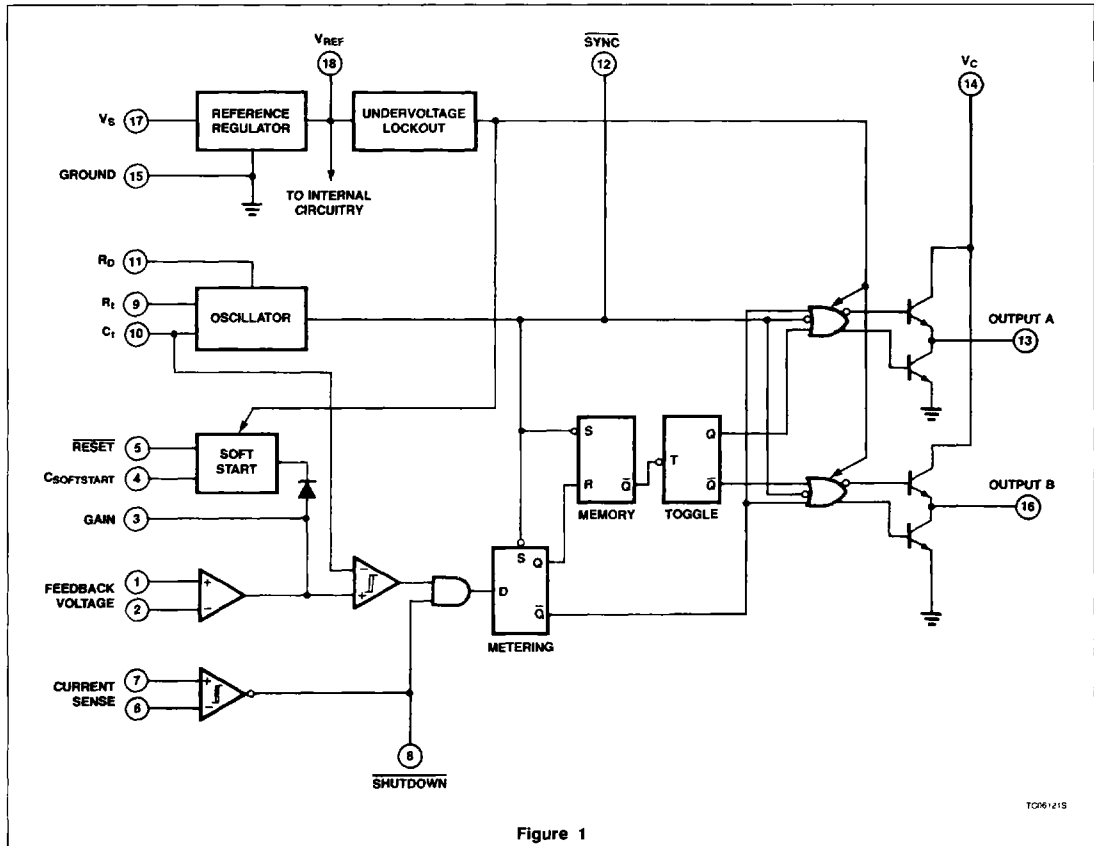 VREF
18
SYNC
12
VC
14
VS 17
REFERENCE
REGULATOR
UNDERVOLTAGE
LOCKOUT
GROUND 15
TO INTERNAL
CIRCUITRY
RD 11
Rt 9
OSCILLATOR
Ct 10
OUTPUT A
13
RESET 5
SOFT
START
CSOFTSTART 4
GAIN 3
S
R
Q̄
MEMORY
T
Q
Q̄
TOGGLE
OUTPUT B
16
FEEDBACK
VOLTAGE
1
2
+
−
−
+
S
D
Q
Q̄
METERING
CURRENT
SENSE
7
6
+
−
8
SHUTDOWN
TC06121S
Figure 1